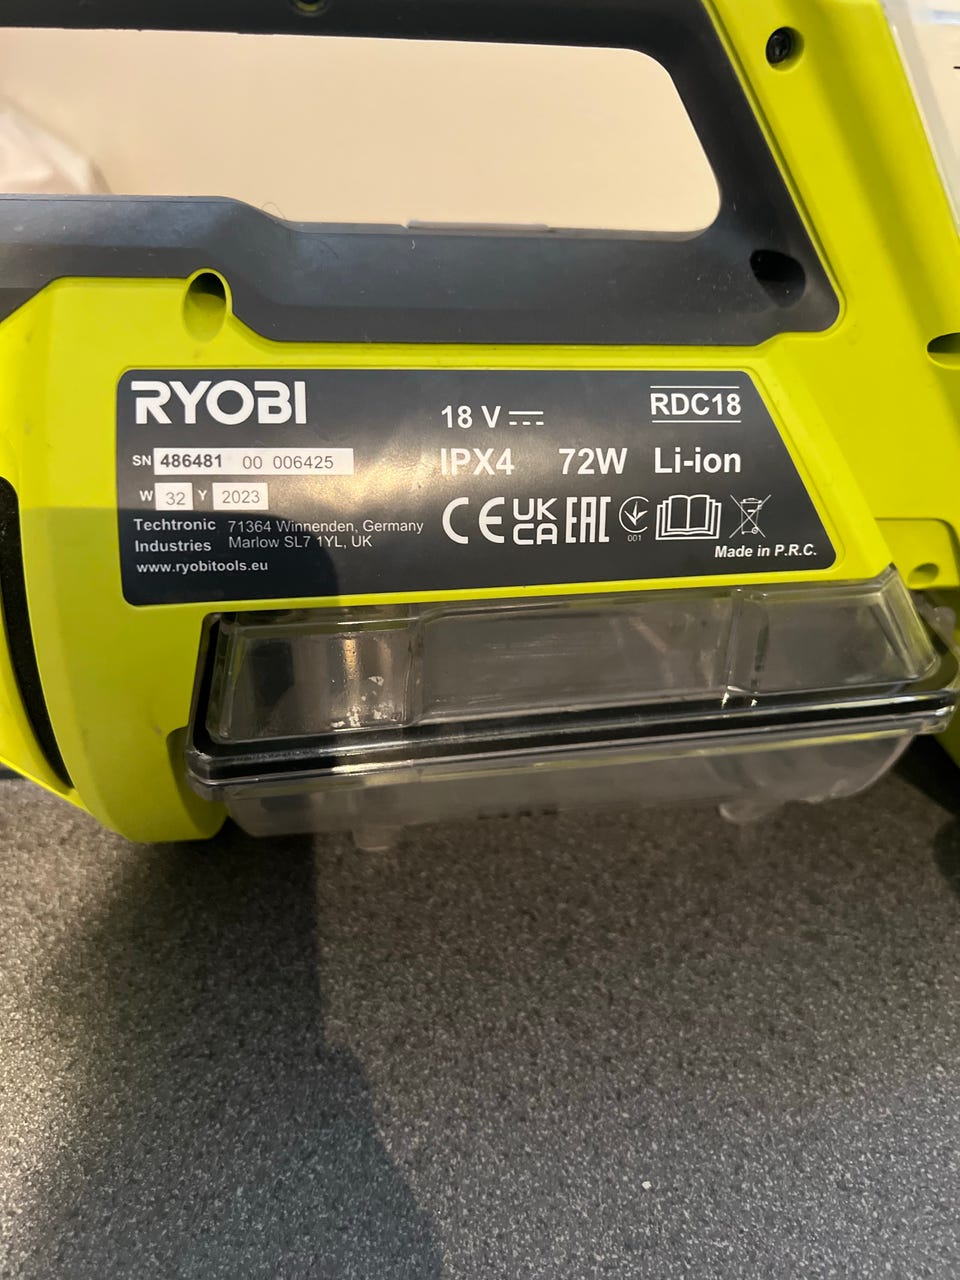 RYOBI
18 V
RDC18
SN 486481 00 006425
IPX4 72W Li-ion
W 32 Y 2023
CE UK CA EAC
001
Techtronic Industries
71364 Winnenden, Germany
Marlow SL7 1YL, UK
www.ryobitools.eu
Made in P.R.C.